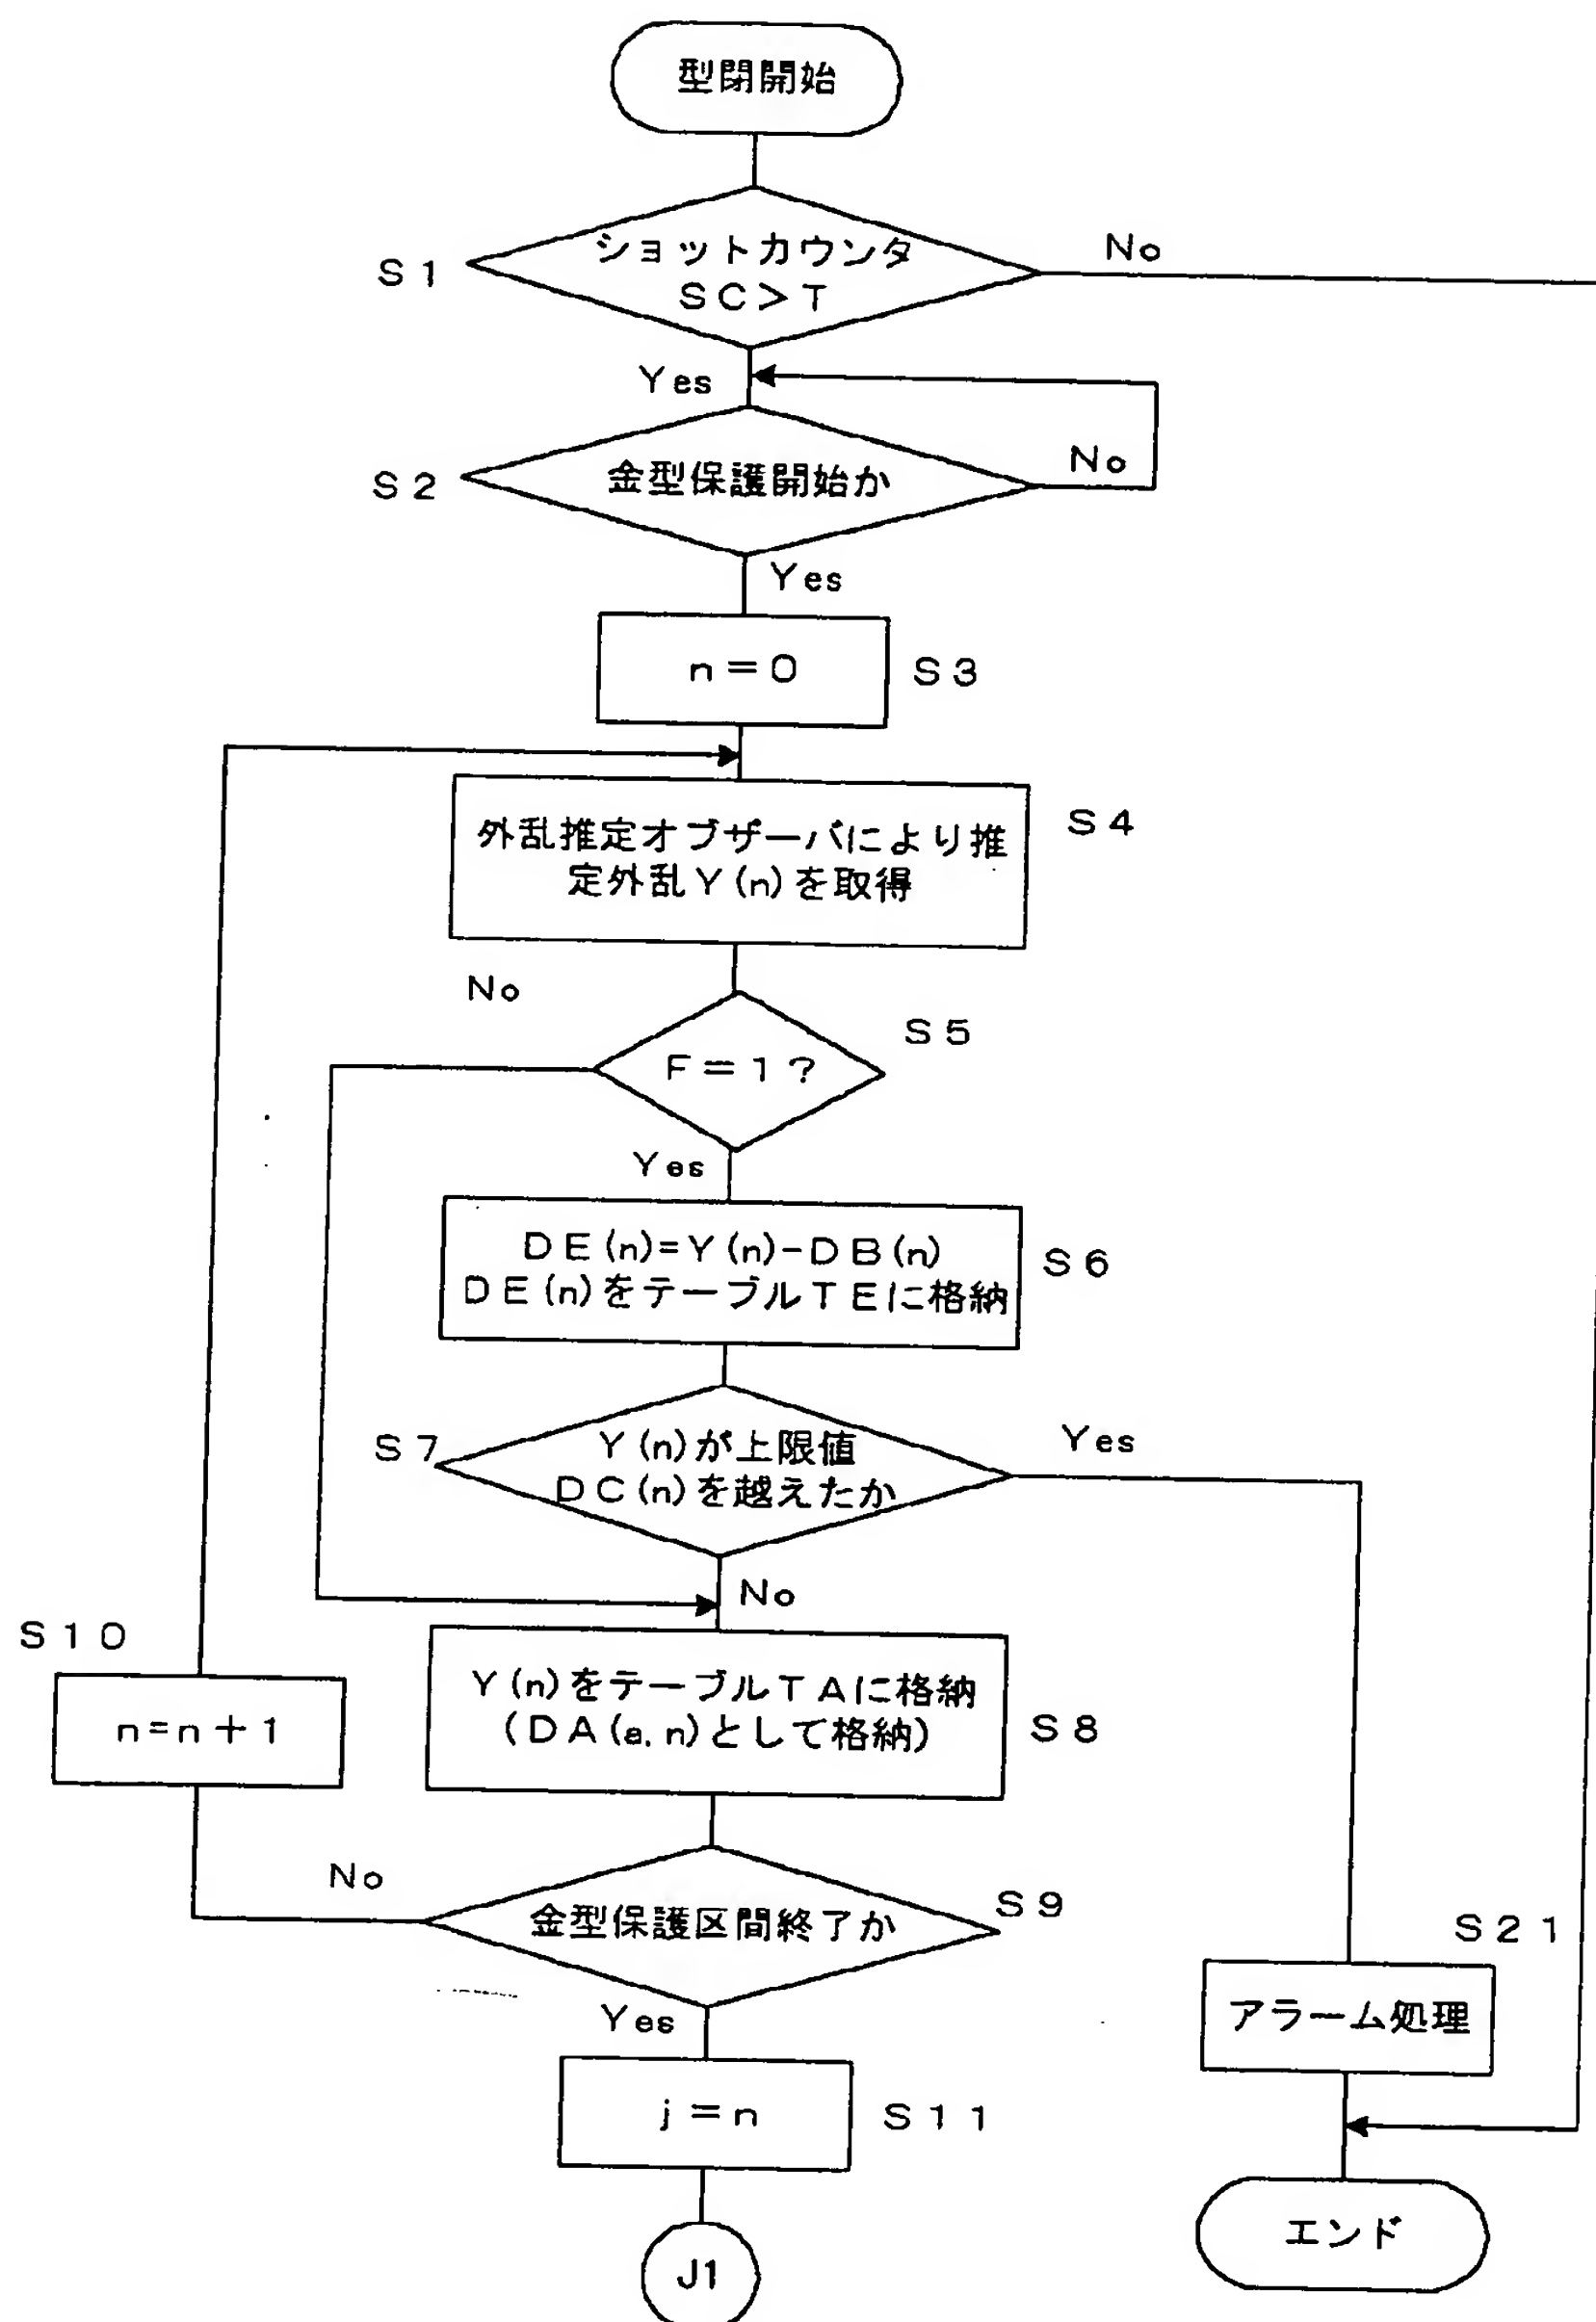 型閉開始
S1
ショットカウンタ
SC>T
No
Yes
S2
金型保護開始か
No
Yes
n=0
S3
外乱推定オブザーバにより推
定外乱Y(n)を取得
S4
No
F=1?
S5
Yes
DE(n)=Y(n)-DB(n)
DE(n)をテーブルTEに格納
S6
S7
Y(n)が上限値
DC(n)を越えたか
Yes
No
S10
n=n+1
Y(n)をテーブルTAに格納
(DA(a,n)として格納)
S8
No
金型保護区間終了か
S9
Yes
S21
アラーム処理
j=n
S11
エンド
J1